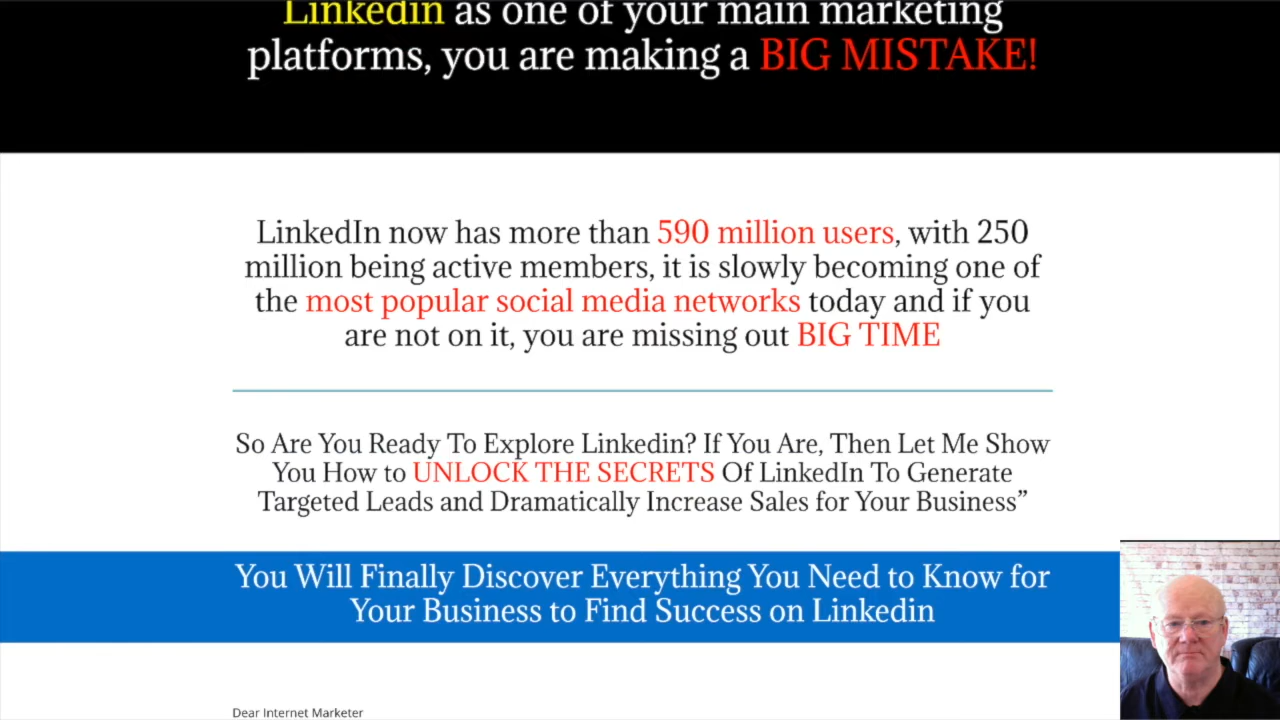 Linkedin as one of your main marketing
platforms, you are making a BIG MISTAKE!
LinkedIn now has more than 590 million users, with 250
million being active members, it is slowly becoming one of
the most popular social media networks today and if you
are not on it, you are missing out BIG TIME
So Are You Ready To Explore Linkedin? If You Are, Then Let Me Show
You How to UNLOCK THE SECRETS Of LinkedIn To Generate
Targeted Leads and Dramatically Increase Sales for Your Business”
You Will Finally Discover Everything You Need to Know for
Your Business to Find Success on Linkedin
Dear Internet Marketer